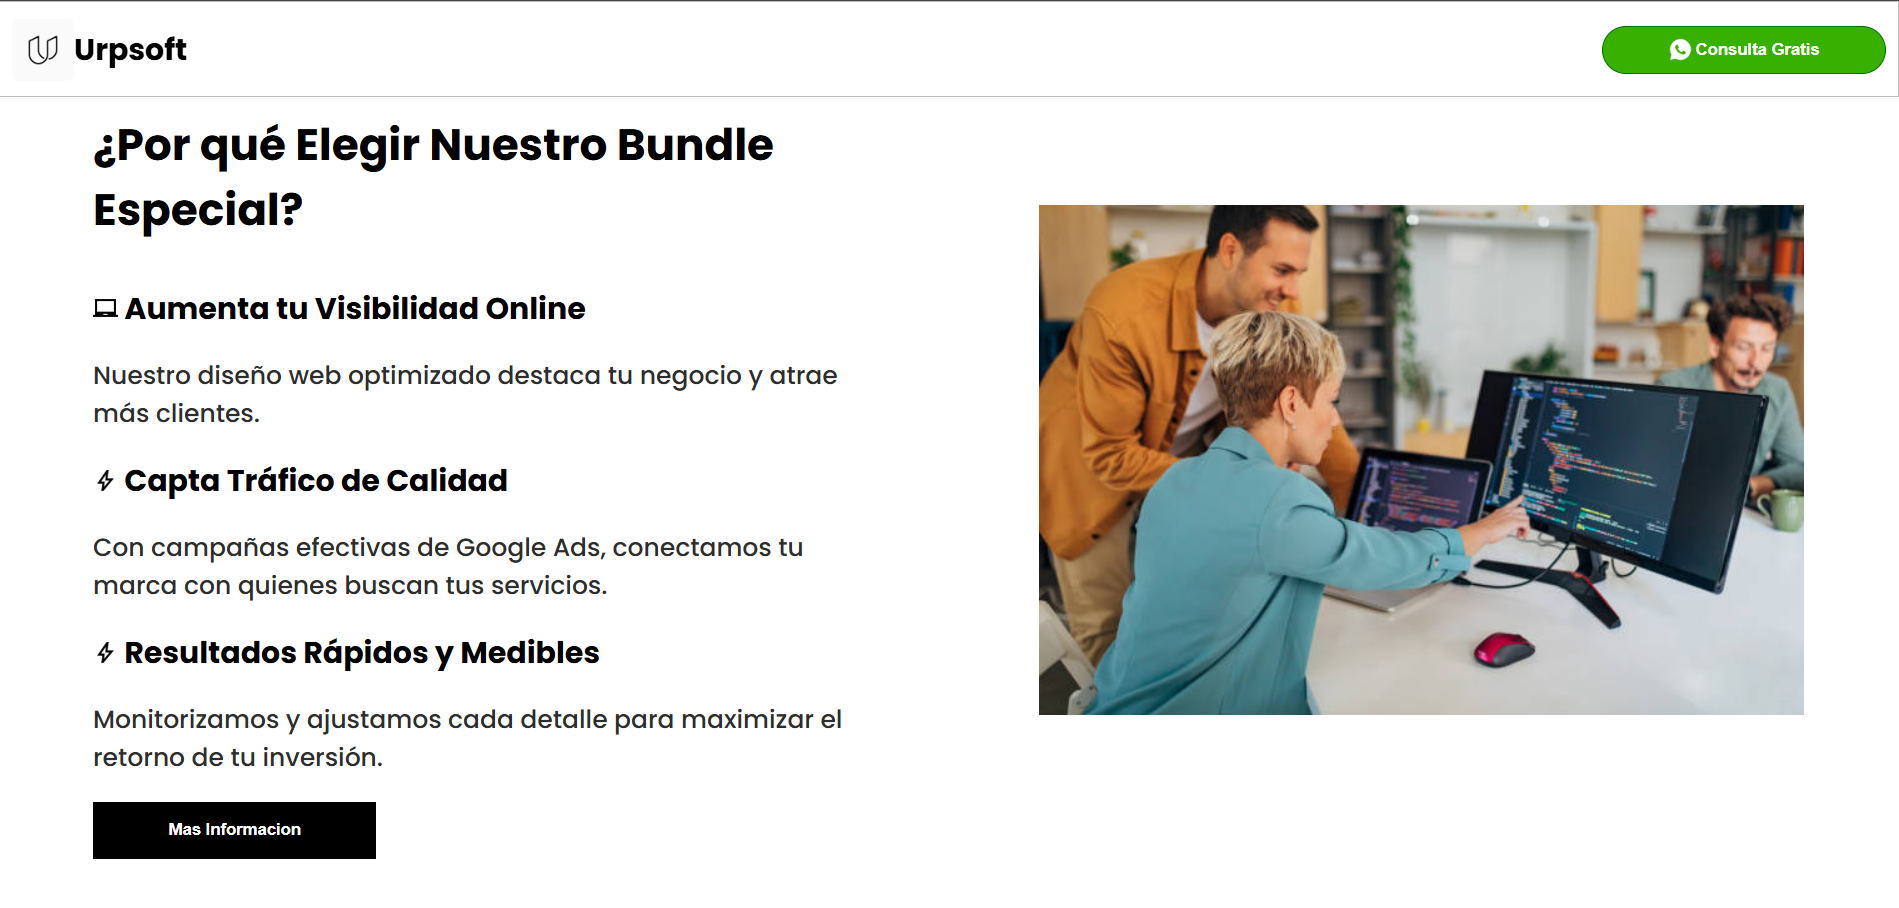 Urpsoft
Consulta Gratis
¿Por qué Elegir Nuestro Bundle
Especial?
Aumenta tu Visibilidad Online
Nuestro diseño web optimizado destaca tu negocio y atrae
más clientes.
Capta Tráfico de Calidad
Con campañas efectivas de Google Ads, conectamos tu
marca con quienes buscan tus servicios.
Resultados Rápidos y Medibles
Monitorizamos y ajustamos cada detalle para maximizar el
retorno de tu inversión.
Mas Informacion